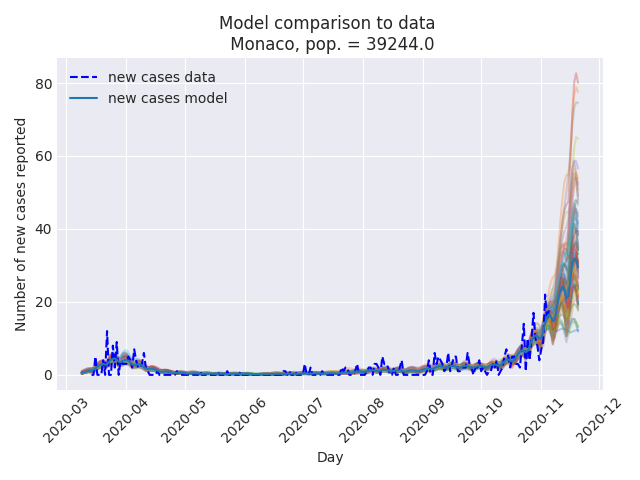 Model comparison to data
Monaco, pop. = 39244.0
new cases data
new cases model
Number of new cases reported
80
60
40
20
0
2020-03
2020-04
2020-05
2020-06
2020-07
2020-08
2020-09
2020-10
2020-11
2020-12
Day